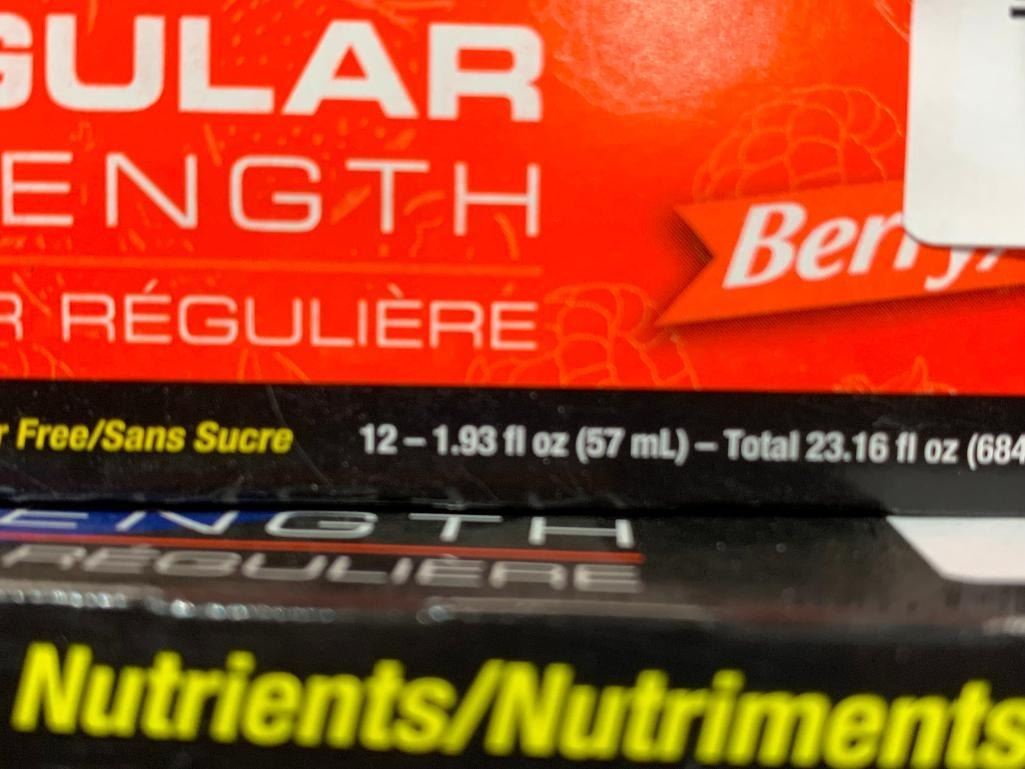 GULAR
ENGTH
R RÉGULIÈRE
Berry
r Free/Sans Sucre 12 – 1.93 fl oz (57 mL) – Total 23.16 fl oz (684
ENGTH
RÉGULIÈRE
Nutrients/Nutriments